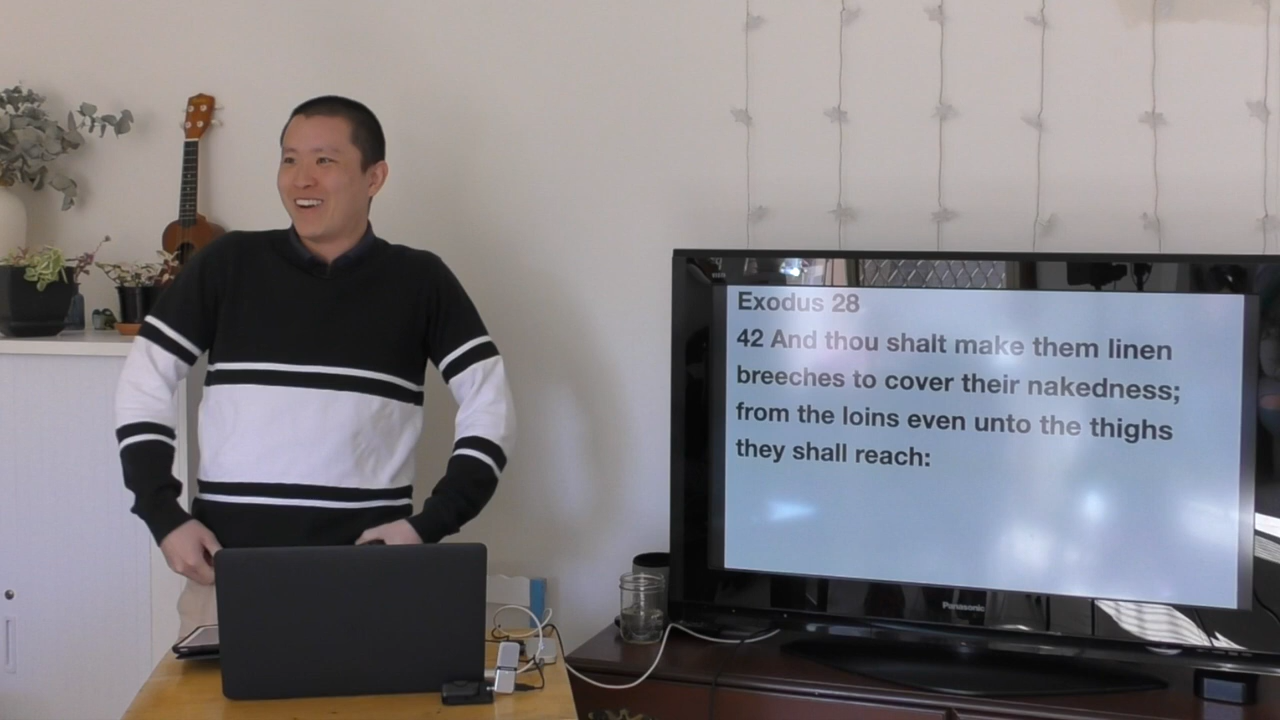 Exodus 28
42 And thou shalt make them linen
breeches to cover their nakedness;
from the loins even unto the thighs
they shall reach:
Panasonic